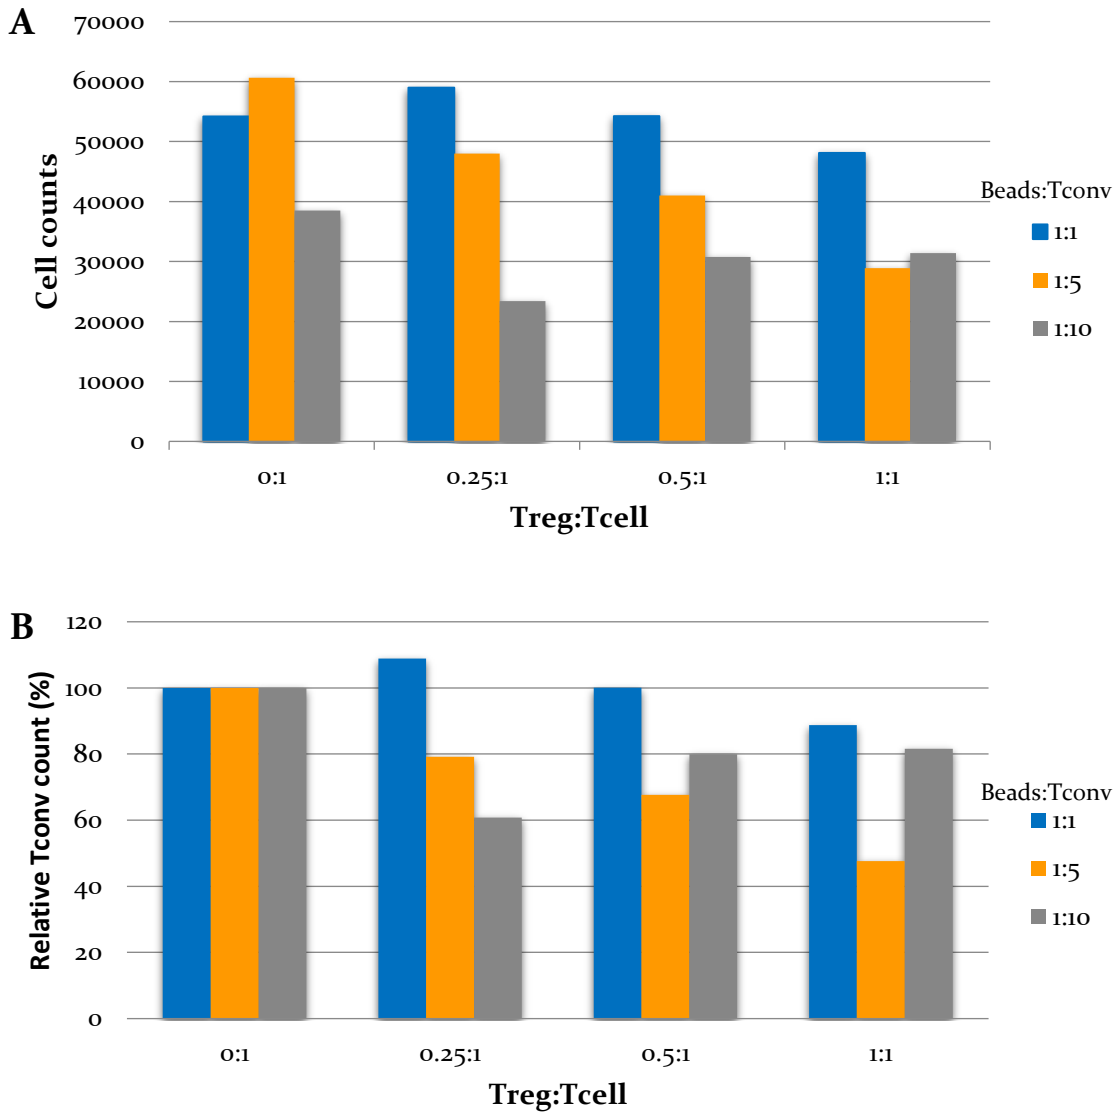 A
70000
60000
50000
40000
30000
20000
10000
0
Cell counts
0:1 0.25:1 0.5:1 1:1
Treg:Tcell
Beads:Tconv
1:1
1:5
1:10
B
120
100
80
60
40
20
0
Relative Tconv count (%)
0:1 0.25:1 0.5:1 1:1
Treg:Tcell
Beads:Tconv
1:1
1:5
1:10